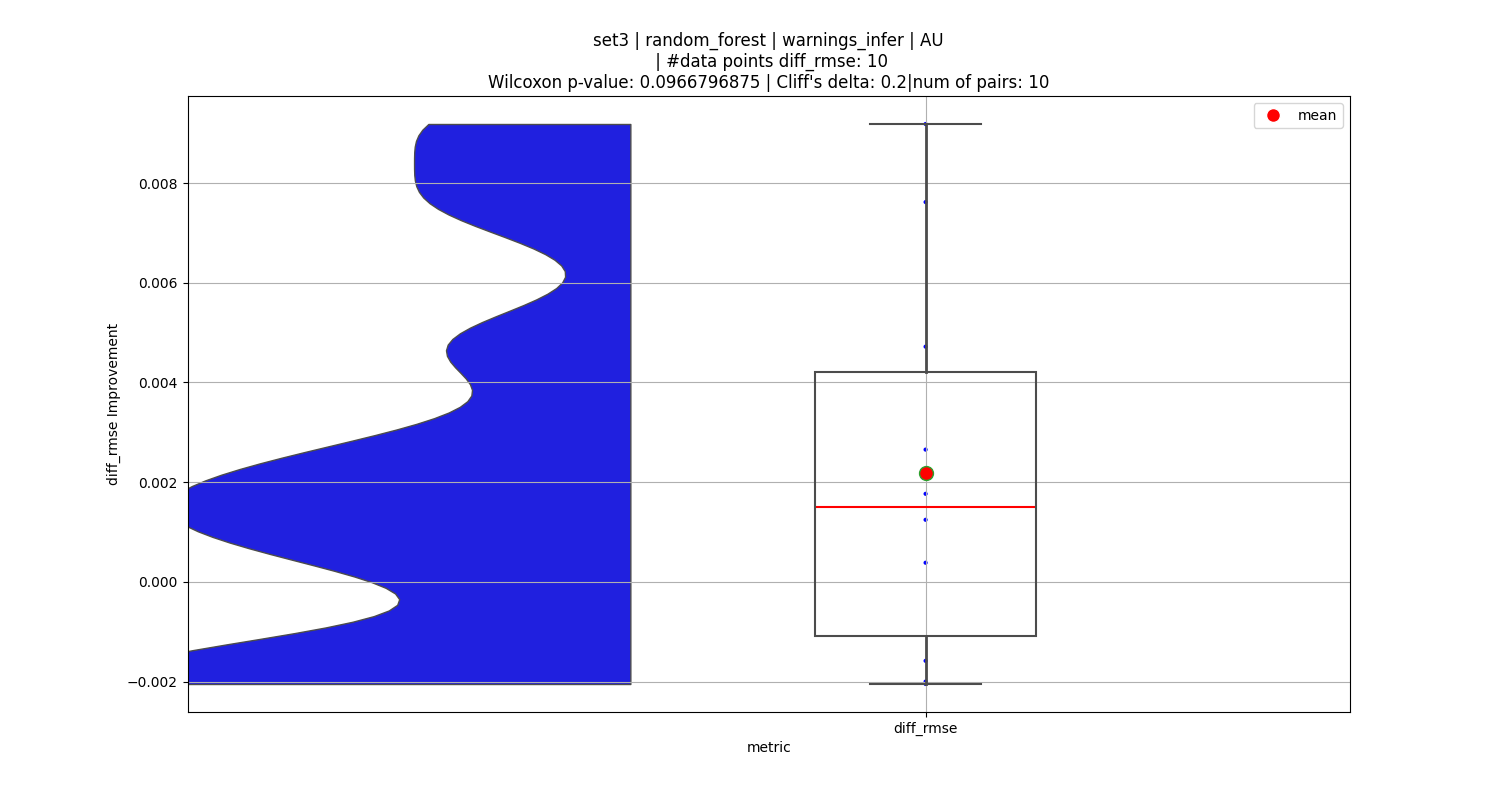 set3 | random_forest | warnings_infer | AU
| #data points diff_rmse: 10
Wilcoxon p-value: 0.0966796875 | Cliff's delta: 0.2|num of pairs: 10
mean
0.008
0.006
0.004
0.002
0.000
−0.002
diff_rmse Improvement
diff_rmse
metric